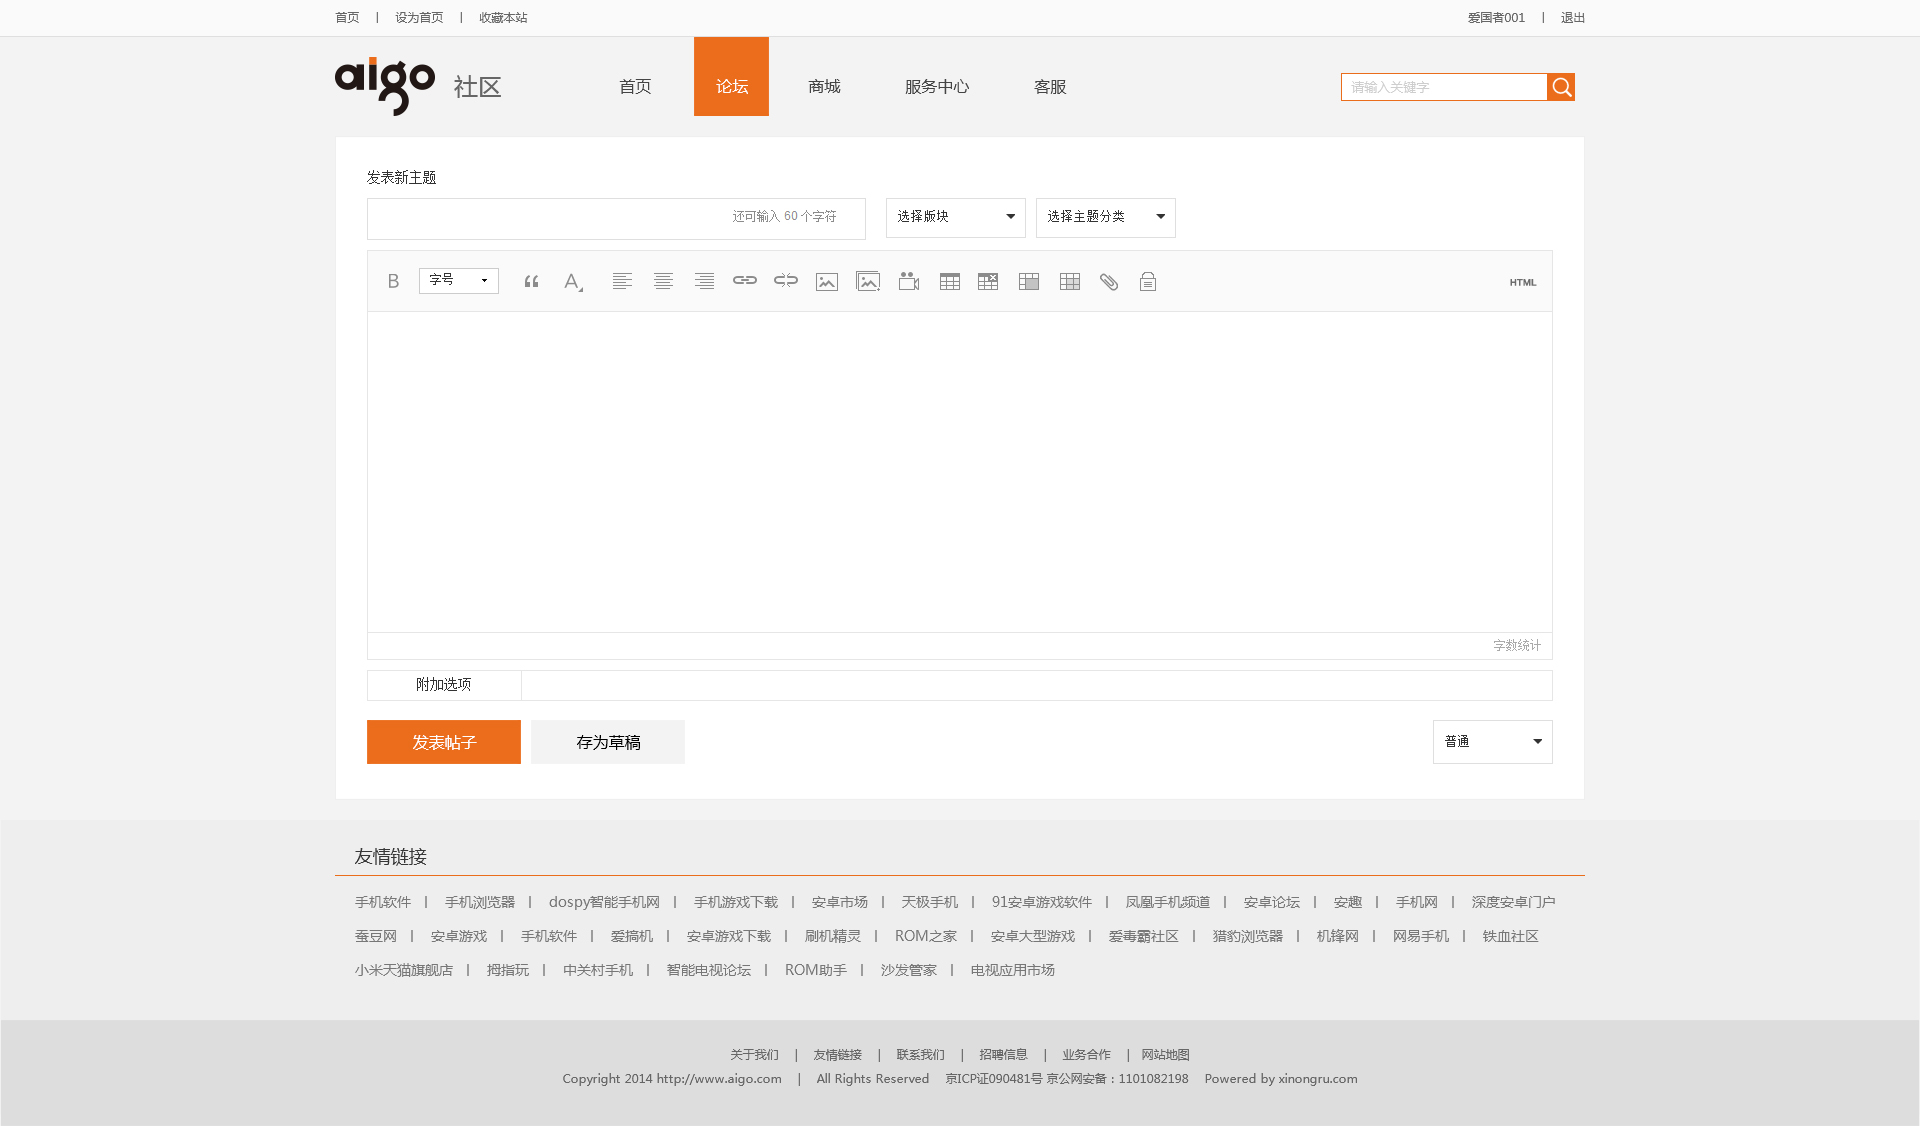 首页 | 设为首页 | 收藏本站 爱国者001 | 退出
aigo 社区 首页 论坛 商城 服务中心 客服 请输入关键字
发表新主题
还可输入 60 个字符 选择版块 选择主题分类
B 字号 “ A HTML
字数统计
附加选项
发表帖子 存为草稿 普通
友情链接
手机软件 | 手机浏览器 | dospy智能手机网 | 手机游戏下载 | 安卓市场 | 天极手机 | 91安卓游戏软件 | 凤凰手机频道 | 安卓论坛 | 安趣 | 手机网 | 深度安卓门户
蚕豆网 | 安卓游戏 | 手机软件 | 爱搞机 | 安卓游戏下载 | 刷机精灵 | ROM之家 | 安卓大型游戏 | 爱毒霸社区 | 猎豹浏览器 | 机锋网 | 网易手机 | 铁血社区
小米天猫旗舰店 | 拇指玩 | 中关村手机 | 智能电视论坛 | ROM助手 | 沙发管家 | 电视应用市场
关于我们 | 友情链接 | 联系我们 | 招聘信息 | 业务合作 | 网站地图
Copyright 2014 http://www.aigo.com | All Rights Reserved 京ICP证090481号 京公网安备：1101082198 Powered by xinongru.com